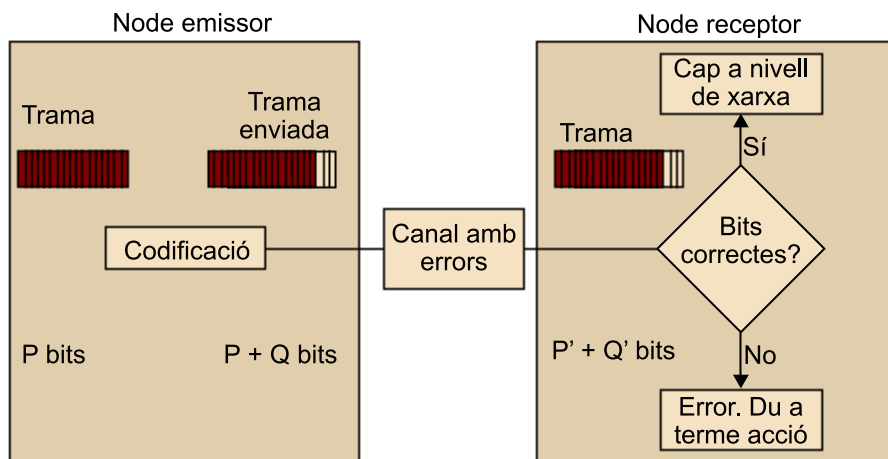 Node emissor
Trama
Trama
enviada
Codificació
P bits
P + Q bits
Canal amb
errors
Node receptor
Cap a nivell
de xarxa
Trama
Sí
Bits
correctes?
P’ + Q’ bits
No
Error. Du a
terme acció